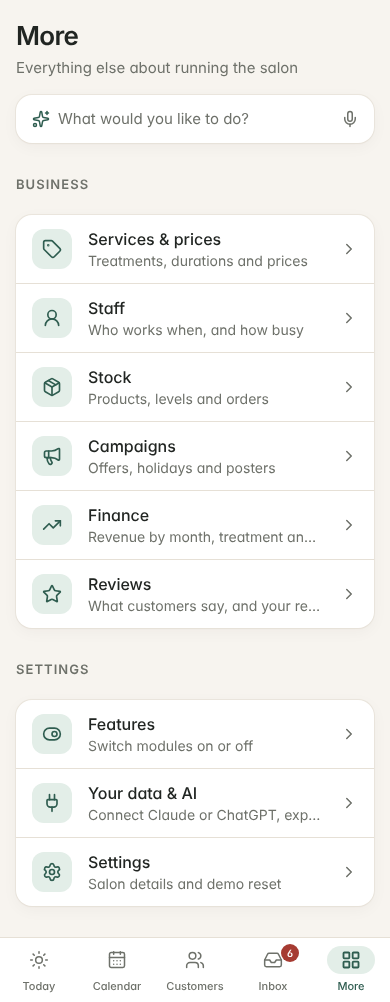 More
Everything else about running the salon
What would you like to do?
BUSINESS
Services & prices
Treatments, durations and prices
Staff
Who works when, and how busy
Stock
Products, levels and orders
Campaigns
Offers, holidays and posters
Finance
Revenue by month, treatment an...
Reviews
What customers say, and your re...
SETTINGS
Features
Switch modules on or off
Your data & AI
Connect Claude or ChatGPT, exp...
Settings
Salon details and demo reset
6
Today Calendar Customers Inbox More